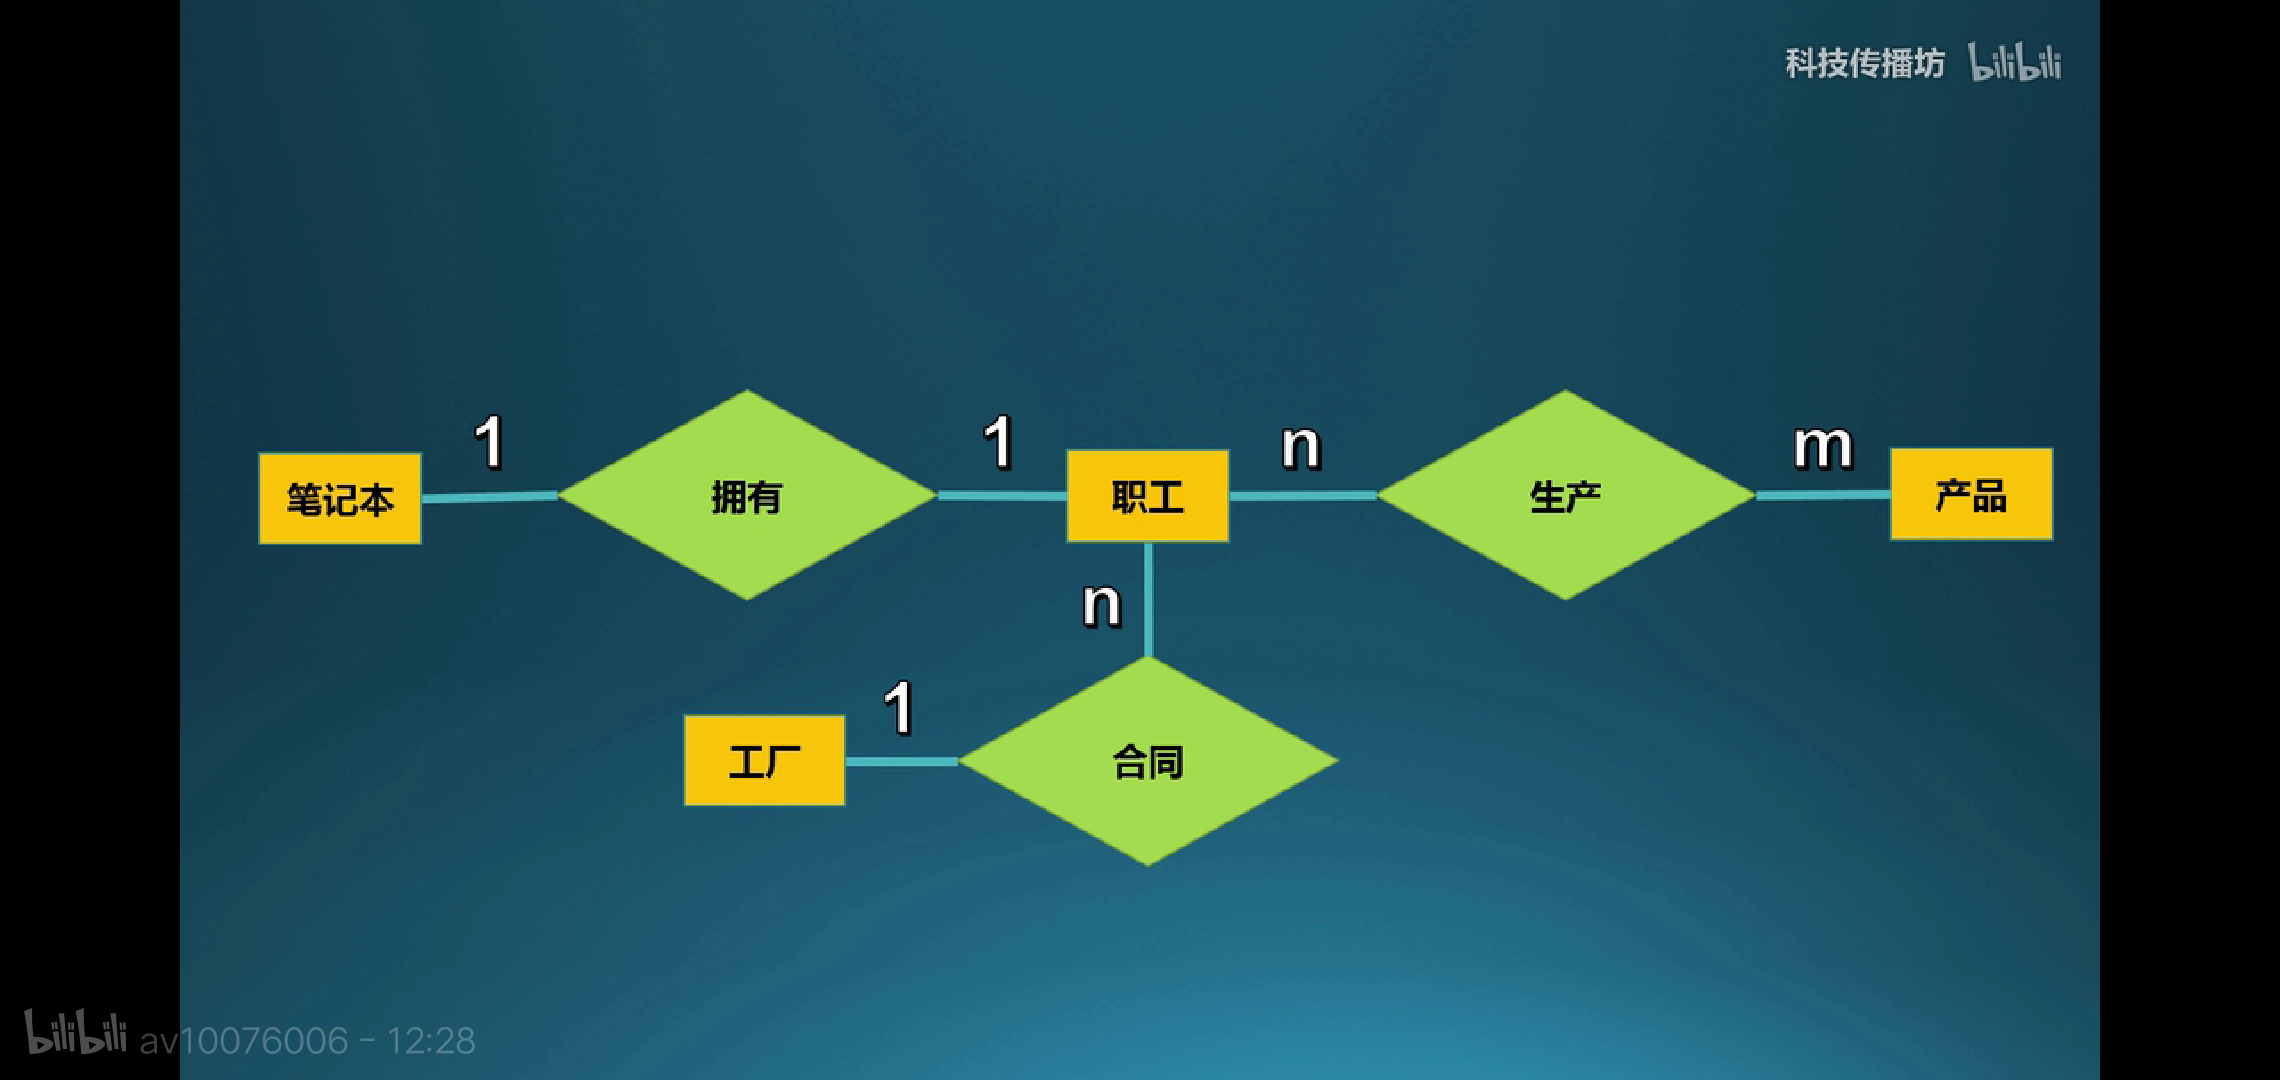 科技传播坊 bilibili
1 1 n m
笔记本 拥有 职工 生产 产品
n
1
工厂 合同
bilibili av10076006 - 12:28